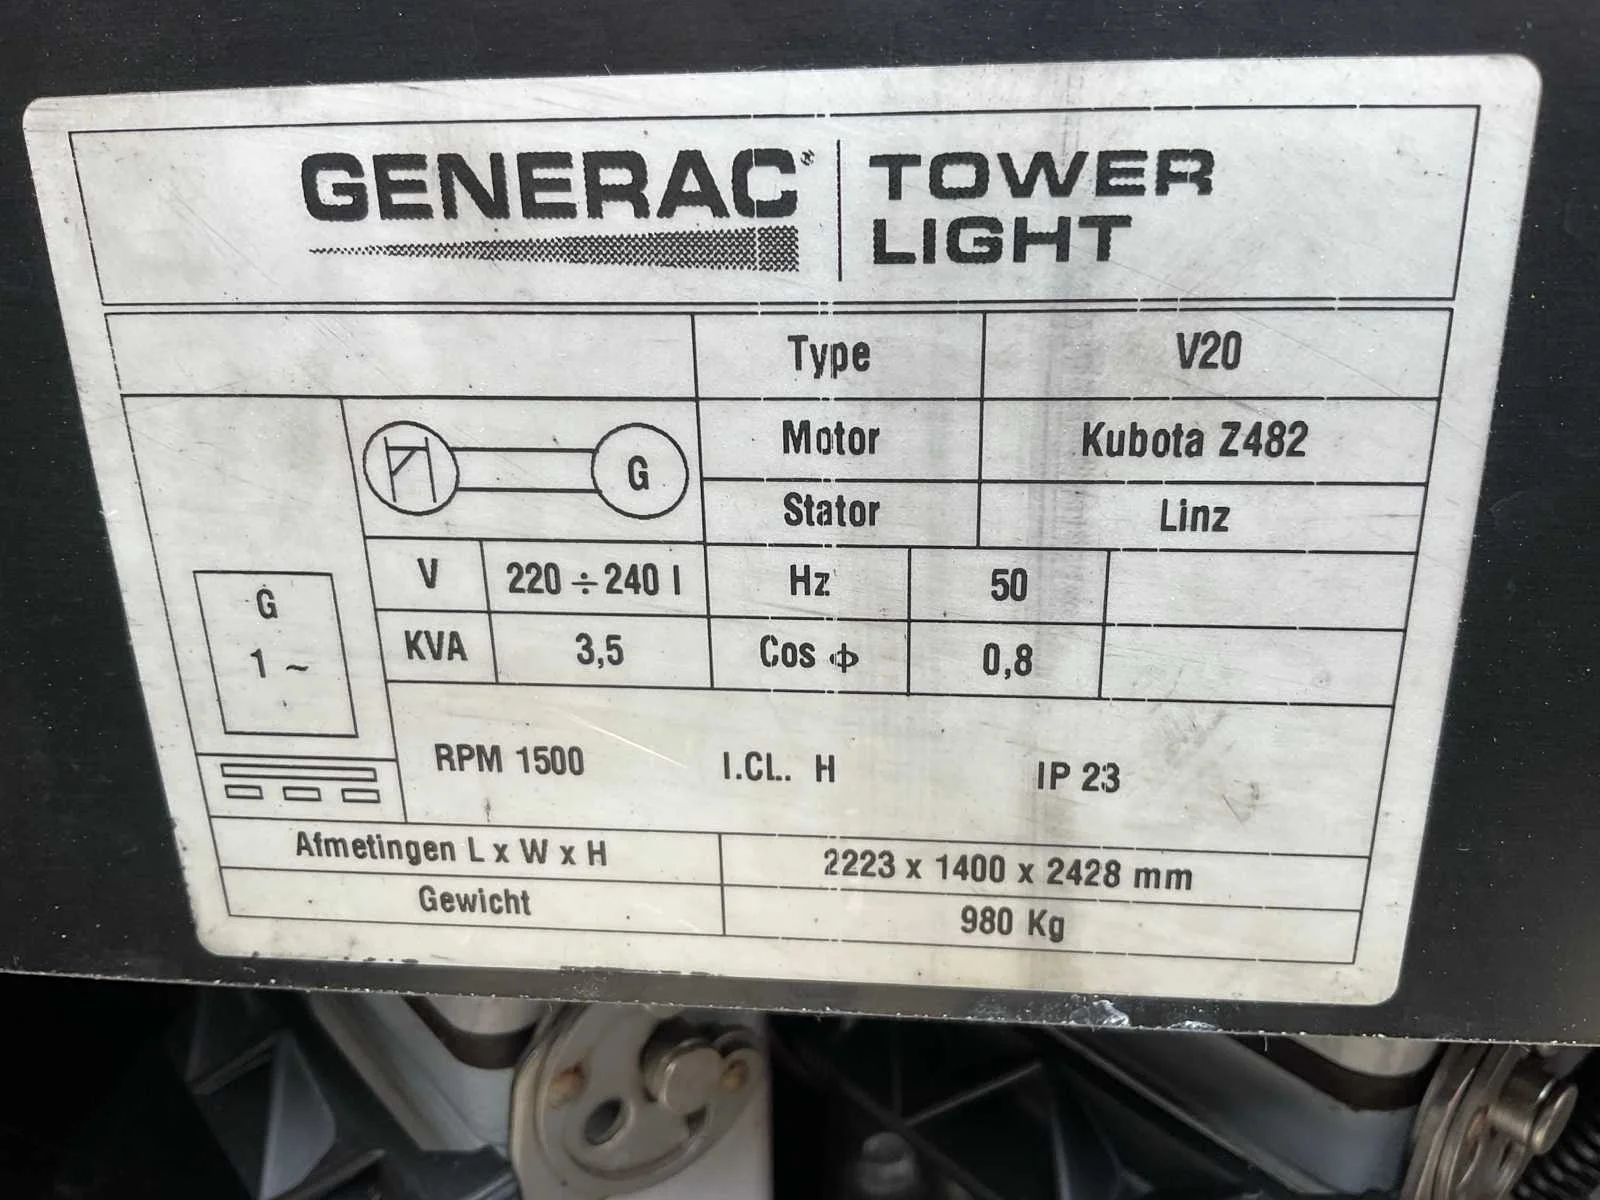 GENERAC®
TOWER
LIGHT
Type V20
Motor Kubota Z482
G
Stator Linz
V 220 ÷ 240 I Hz 50
G
1 ~
KVA 3,5 Cos ϕ 0,8
RPM 1500 I.CL. H IP 23
Afmetingen L x W x H 2223 x 1400 x 2428 mm
Gewicht 980 Kg